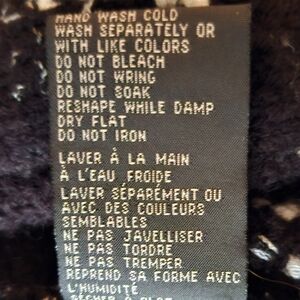 HAND WASH COLD
WASH SEPARATELY OR
WITH LIKE COLORS
DO NOT BLEACH
DO NOT WRING
DO NOT SOAK
RESHAPE WHILE DAMP
DRY FLAT
DO NOT IRON
LAVER À LA MAIN
À L'EAU FROIDE
LAVER SÉPARÉMENT OU
AVEC DES COULEURS
SEMBLABLES
NE PAS JAVELLISER
NE PAS TORDRE
NE PAS TREMPER
REPREND SA FORME AVEC
L'HUMIDITÉ
SÉCHER À PLAT